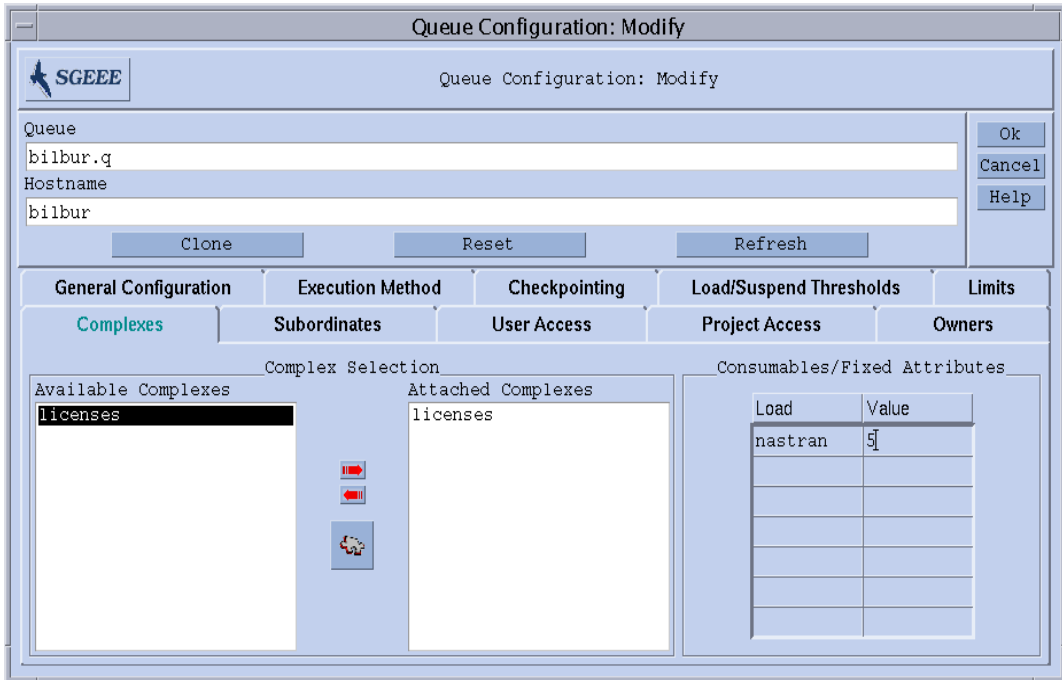 Queue Configuration: Modify
SGEEE
Queue Configuration: Modify
Queue
bilbur.q
Hostname
bilbur
Ok
Cancel
Help
Clone Reset Refresh
General Configuration Execution Method Checkpointing Load/Suspend Thresholds Limits
Complexes Subordinates User Access Project Access Owners
Complex Selection
Available Complexes
licenses
Attached Complexes
licenses
Consumables/Fixed Attributes
Load Value
nastran 5